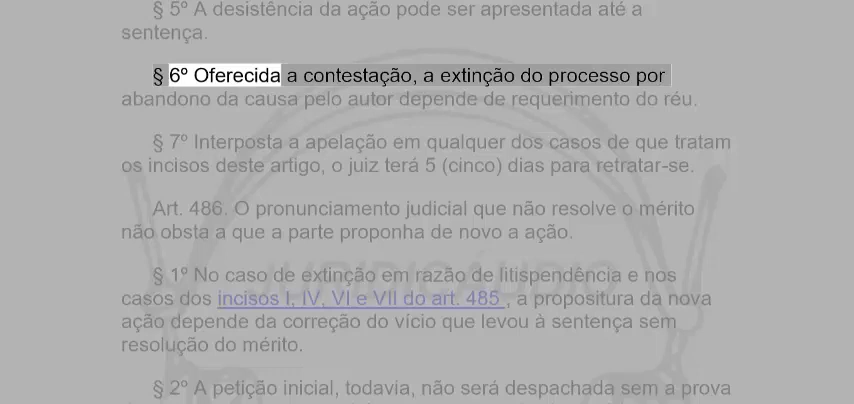 § 5º A desistência da ação pode ser apresentada até a
sentença.
§ 6º Oferecida a contestação, a extinção do processo por
abandono da causa pelo autor depende de requerimento do réu.
§ 7º Interposta a apelação em qualquer dos casos de que tratam
os incisos deste artigo, o juiz terá 5 (cinco) dias para retratar-se.
Art. 486. O pronunciamento judicial que não resolve o mérito
não obsta a que a parte proponha de novo a ação.
JURIDIOÁUDIO
§ 1º No caso de extinção em razão de litispendência e nos
casos dos incisos I, IV, VI e VII do art. 485 , a propositura da nova
ação depende da correção do vício que levou à sentença sem
resolução do mérito.
§ 2º A petição inicial, todavia, não será despachada sem a prova